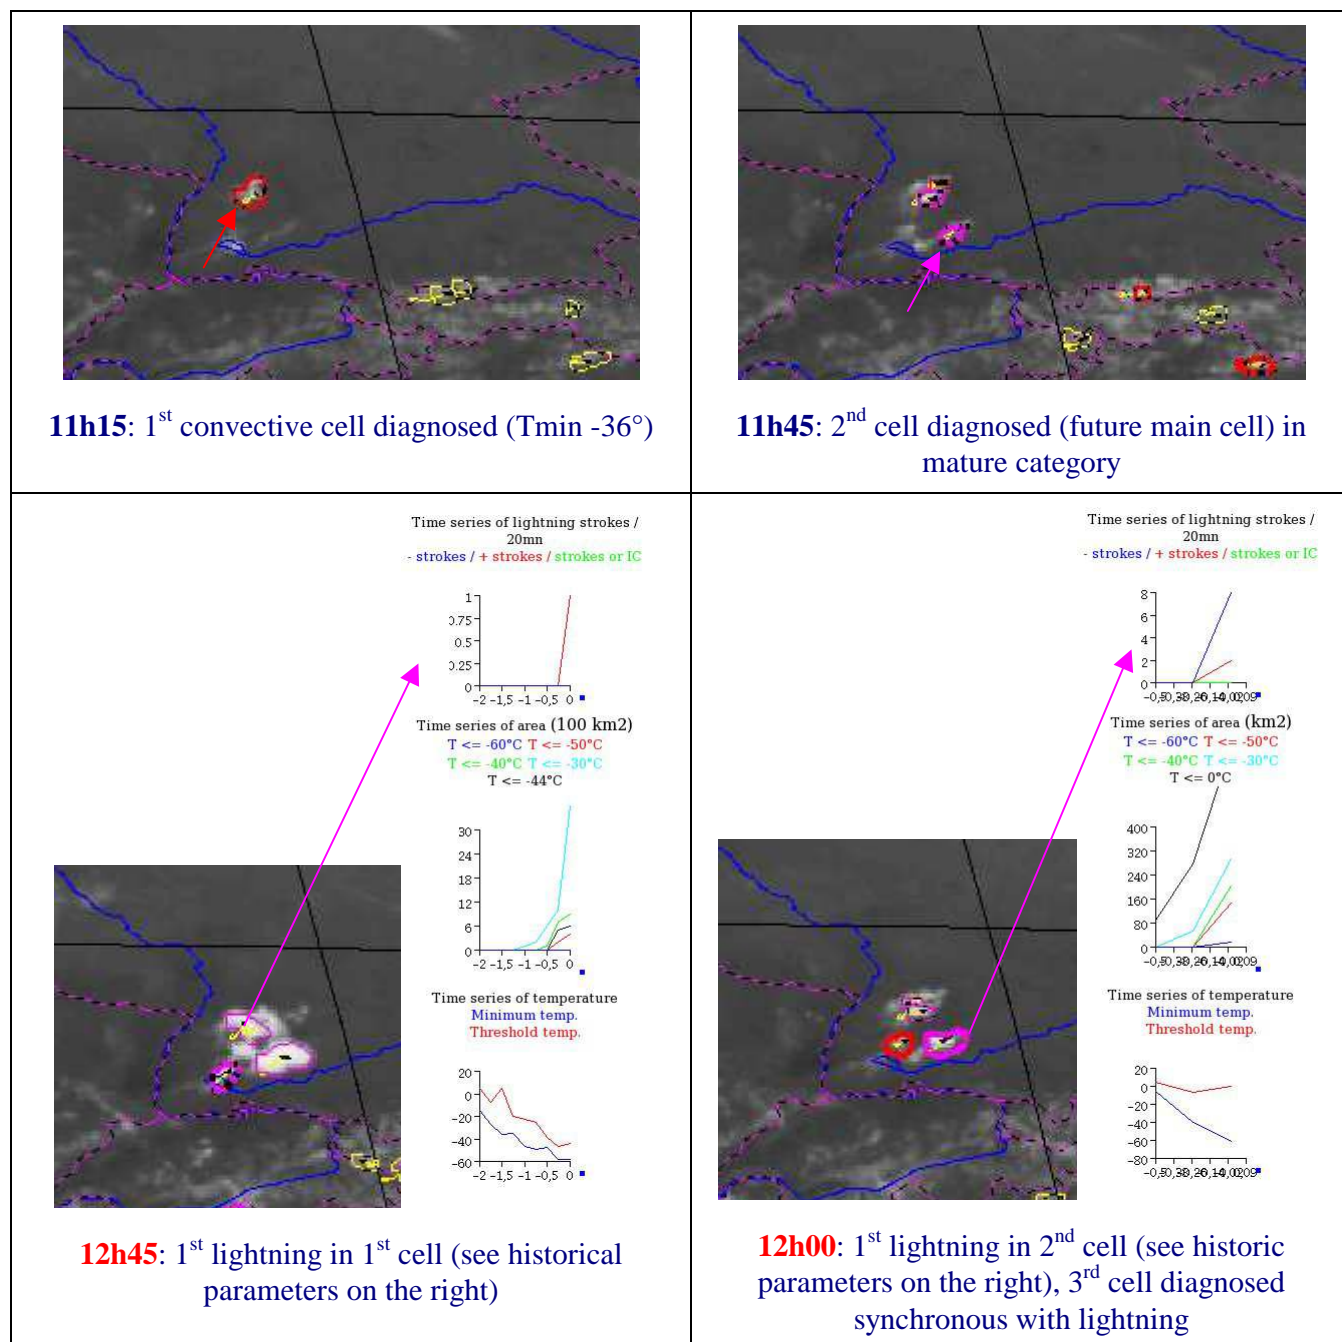 11h15: 1st convective cell diagnosed (Tmin -36°)
11h45: 2nd cell diagnosed (future main cell) in
mature category
Time series of lightning strokes /
20mn
- strokes / + strokes / strokes or IC
1
0.75
0.5
0.25
0
-2 -1,5 -1 -0,5 0
Time series of area (100 km2)
T <= -60°C T <= -50°C
T <= -40°C T <= -30°C
T <= -44°C
30
24
18
12
6
0
-2 -1,5 -1 -0,5 0
Time series of temperature
Minimum temp.
Threshold temp.
20
0
-20
-40
-60
-2 -1,5 -1 -0,5 0
12h45: 1st lightning in 1st cell (see historical
parameters on the right)
Time series of lightning strokes /
20mn
- strokes / + strokes / strokes or IC
8
6
4
2
0
Time series of area (km2)
T <= -60°C T <= -50°C
T <= -40°C T <= -30°C
T <= 0°C
400
320
240
160
80
0
Time series of temperature
Minimum temp.
Threshold temp.
20
0
-20
-40
-60
-80
12h00: 1st lightning in 2nd cell (see historic
parameters on the right), 3rd cell diagnosed
synchronous with lightning